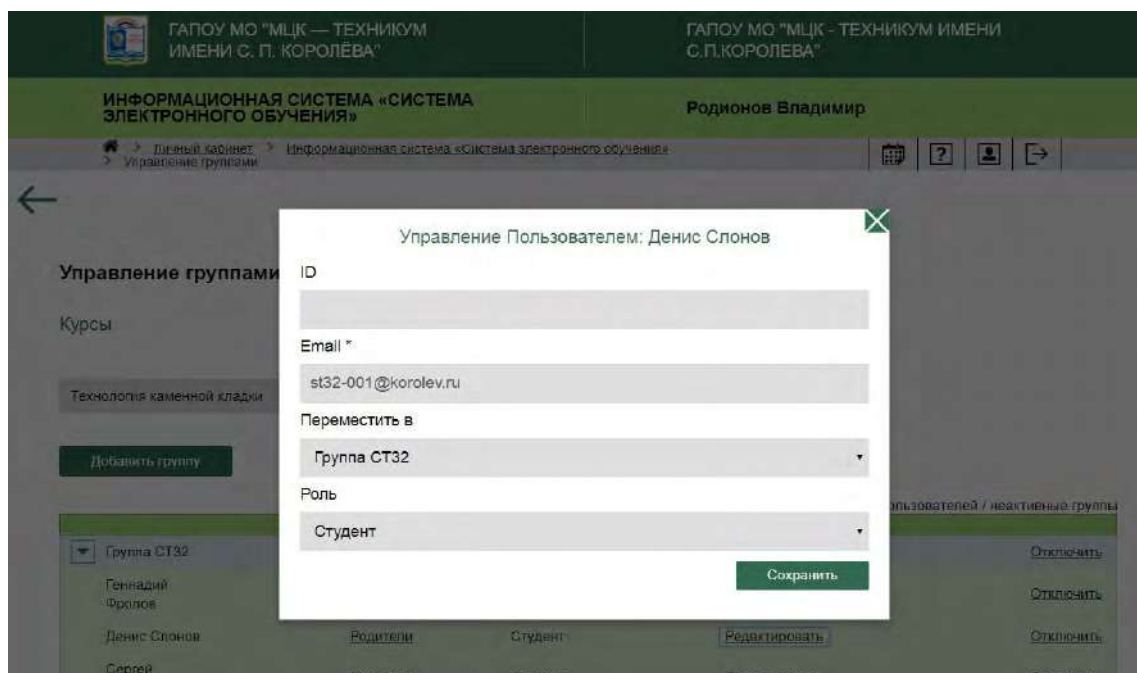 ГАПОУ МО "МЦК — ТЕХНИКУМ
ИМЕНИ С. П. КОРОЛЁВА"
ГАПОУ МО "МЦК - ТЕХНИКУМ ИМЕНИ
С.П.КОРОЛЕВА"
ИНФОРМАЦИОННАЯ СИСТЕМА «СИСТЕМА
ЭЛЕКТРОННОГО ОБУЧЕНИЯ»
Родионов Владимир
> Личный кабинет > Информационная система «Система электронного обучения»
> Управление группами
Управление Пользователем: Денис Слонов
Управление группами
ID
Курсы
Email *
st32-001@korolev.ru
Технология каменной кладки
Переместить в
Группа СТ32
Добавить группу
Роль
ользователей / неактивные группы
Студент
Группа СТ32
Отключить
Сохранить
Геннадий
Фролов
Отключить
Денис Слонов Родители Студент Редактировать Отключить
Сергей